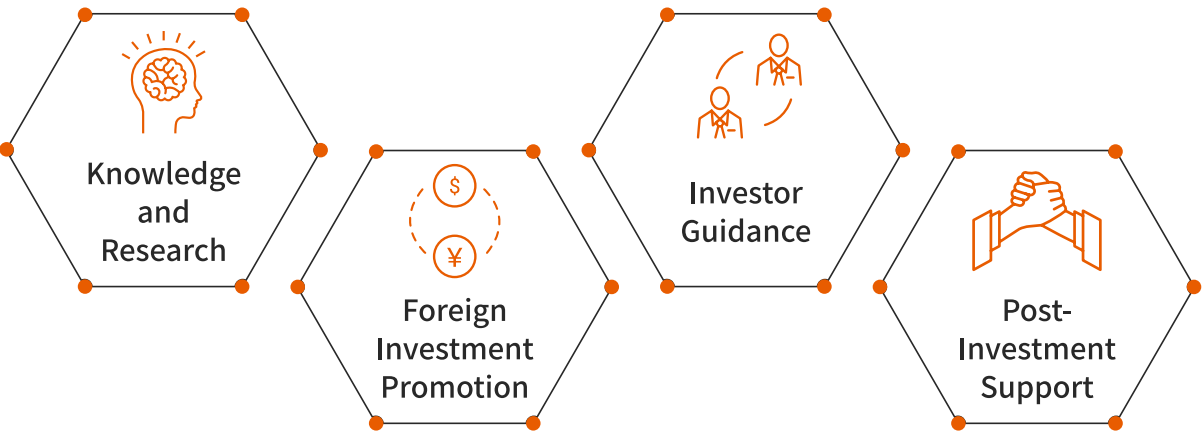 Knowledge
and
Research
$
¥
Foreign
Investment
Promotion
Investor
Guidance
Post-
Investment
Support